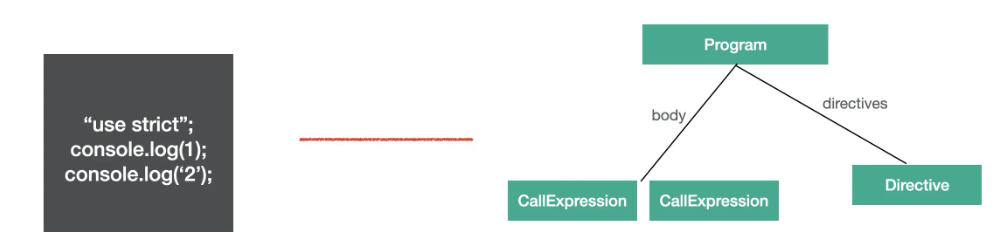 “use strict”;
console.log(1);
console.log(‘2’);
Program
body
directives
CallExpression
CallExpression
Directive